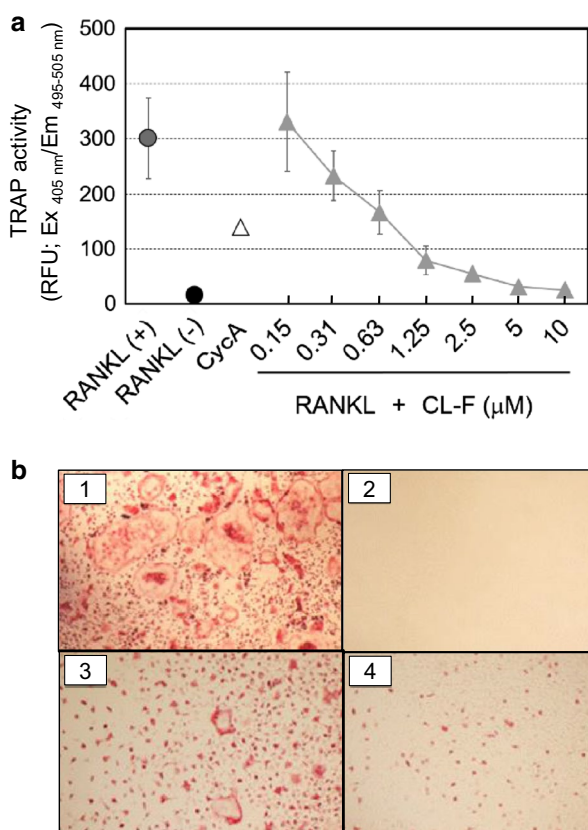 a
500
400
300
200
100
0
TRAP activity
(RFU; Ex 405 nm/Em 495-505 nm)
RANKL (+)
RANKL (-)
CycA
0.15
0.31
0.63
1.25
2.5
5
10
RANKL + CL-F (μM)
b
1
2
3
4